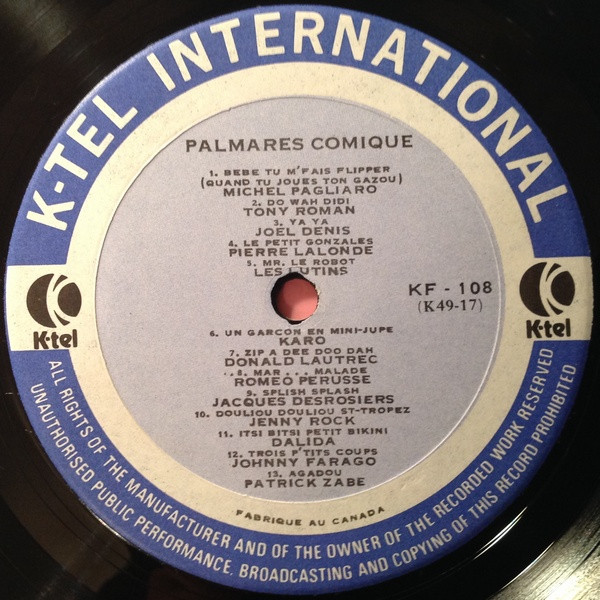 K-TEL INTERNATIONAL
PALMARES COMIQUE
1. BEBE TU M'FAIS FLIPPER
(QUAND TU JOUES TON GAZOU)
MICHEL PAGLIARO
2. DO WAH DIDI
TONY ROMAN
3. YA YA
JOEL DENIS
4. LE PETIT GONZALES
PIERRE LALONDE
5. MR. LE ROBOT
LES LUTINS
KF - 108
(K49-17)
K-tel
K-tel
6. UN GARCON EN MINI-JUPE
KARO
7. ZIP A DEE DOO DAH
DONALD LAUTREC
..8. MAR... MALADE
ROMEO PERUSSE
9. SPLISH SPLASH
JACQUES DESROSIERS
10. DOULIOU DOULIOU ST-TROPEZ
JENNY ROCK
11. ITSI BITSI PETIT BIKINI
DALIDA
12. TROIS P'TITS COUPS
JOHNNY FARAGO
13. AGADOU
PATRICK ZABE
FABRIQUE AU CANADA
ALL RIGHTS OF THE MANUFACTURER AND OF THE OWNER OF THE RECORDED WORK RESERVED
UNAUTHORISED PUBLIC PERFORMANCE, BROADCASTING AND COPYING OF THIS RECORD PROHIBITED